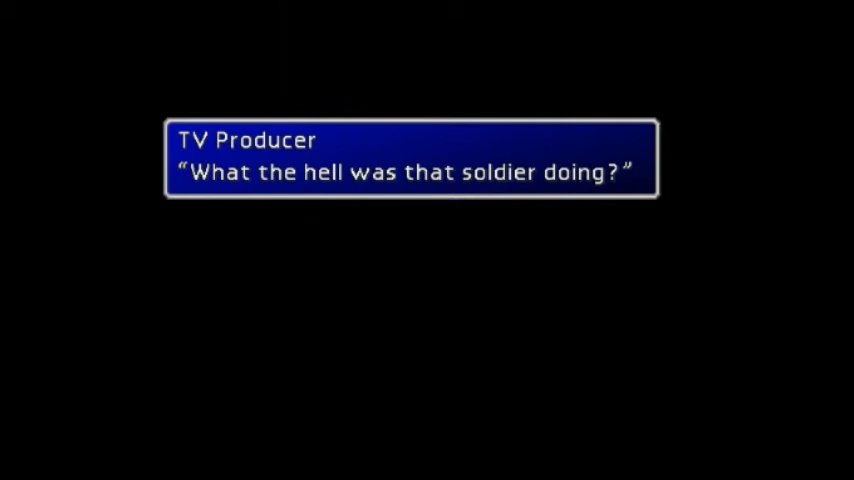 TV Producer
“What the hell was that soldier doing?”